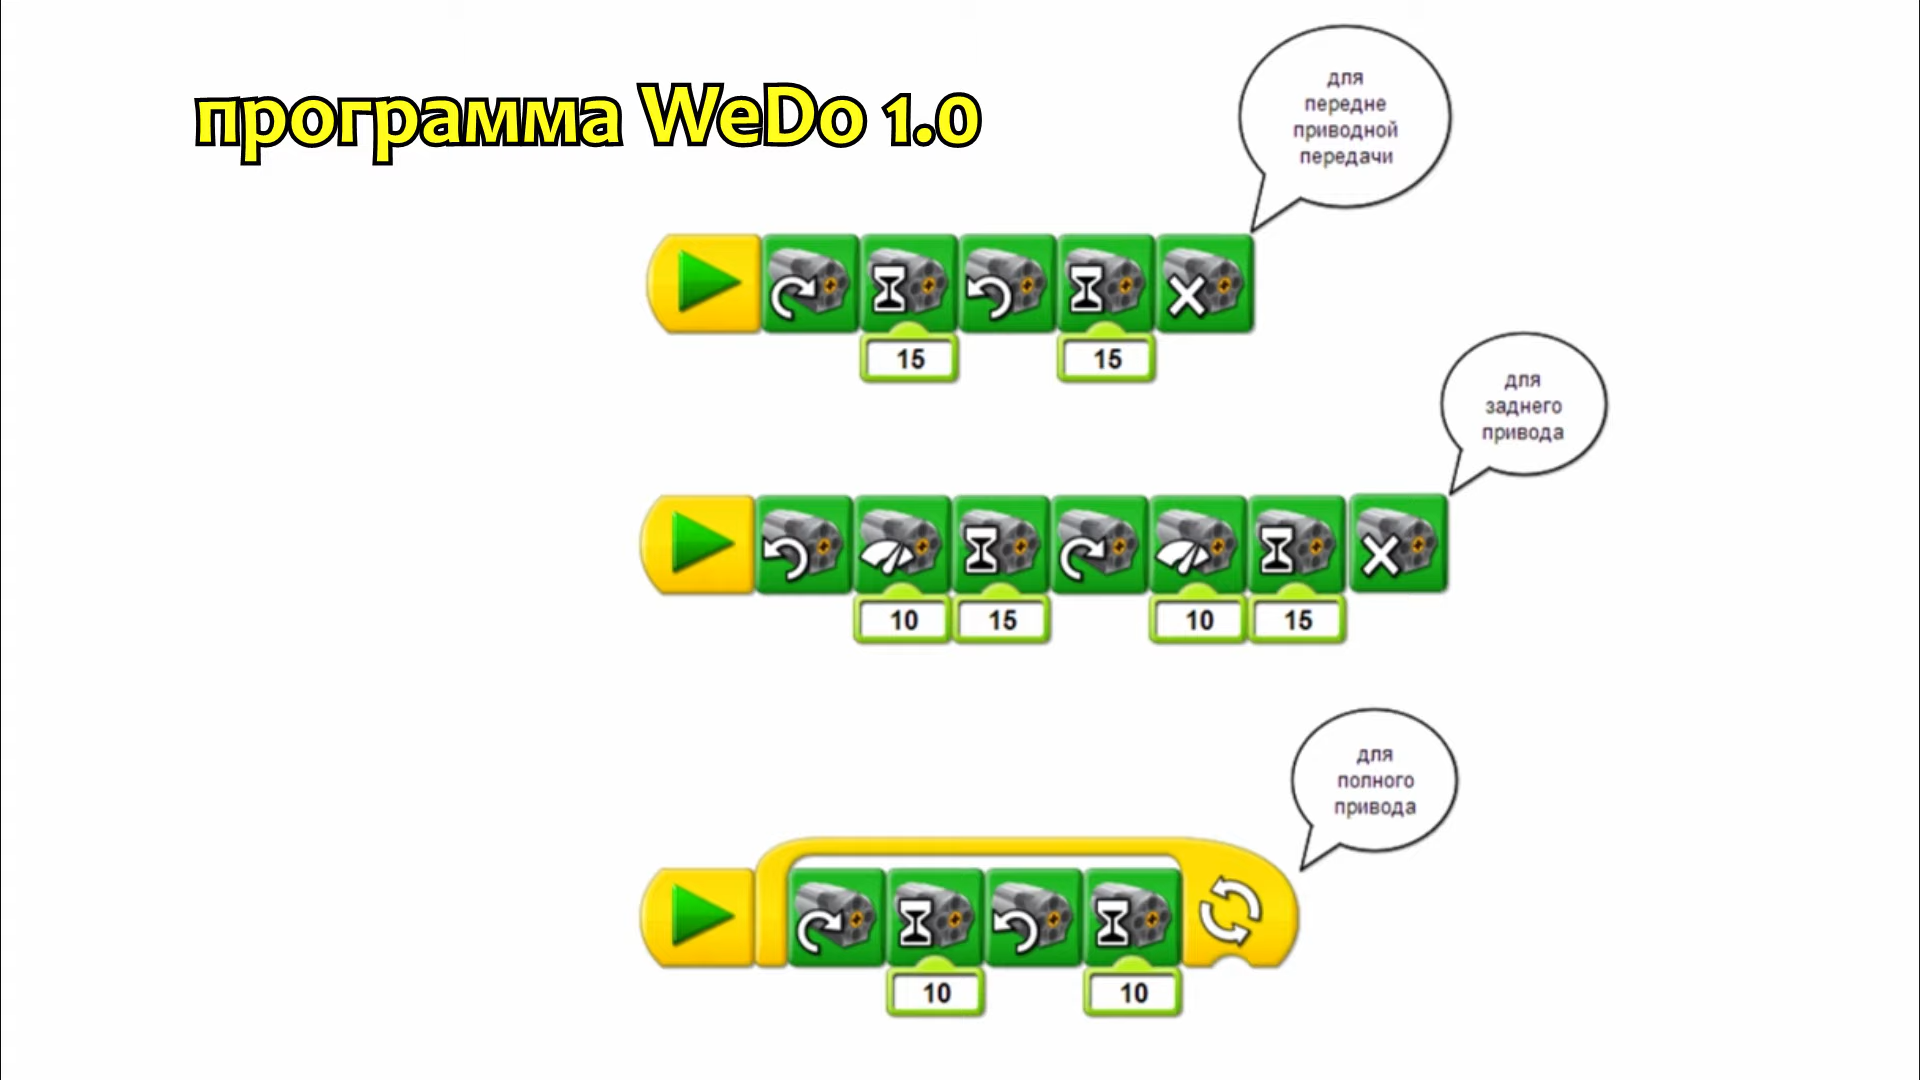 программа WeDo 1.0
для
передне
приводной
передачи
15
15
для
заднего
привода
10
15
10
15
для
полного
привода
10
10